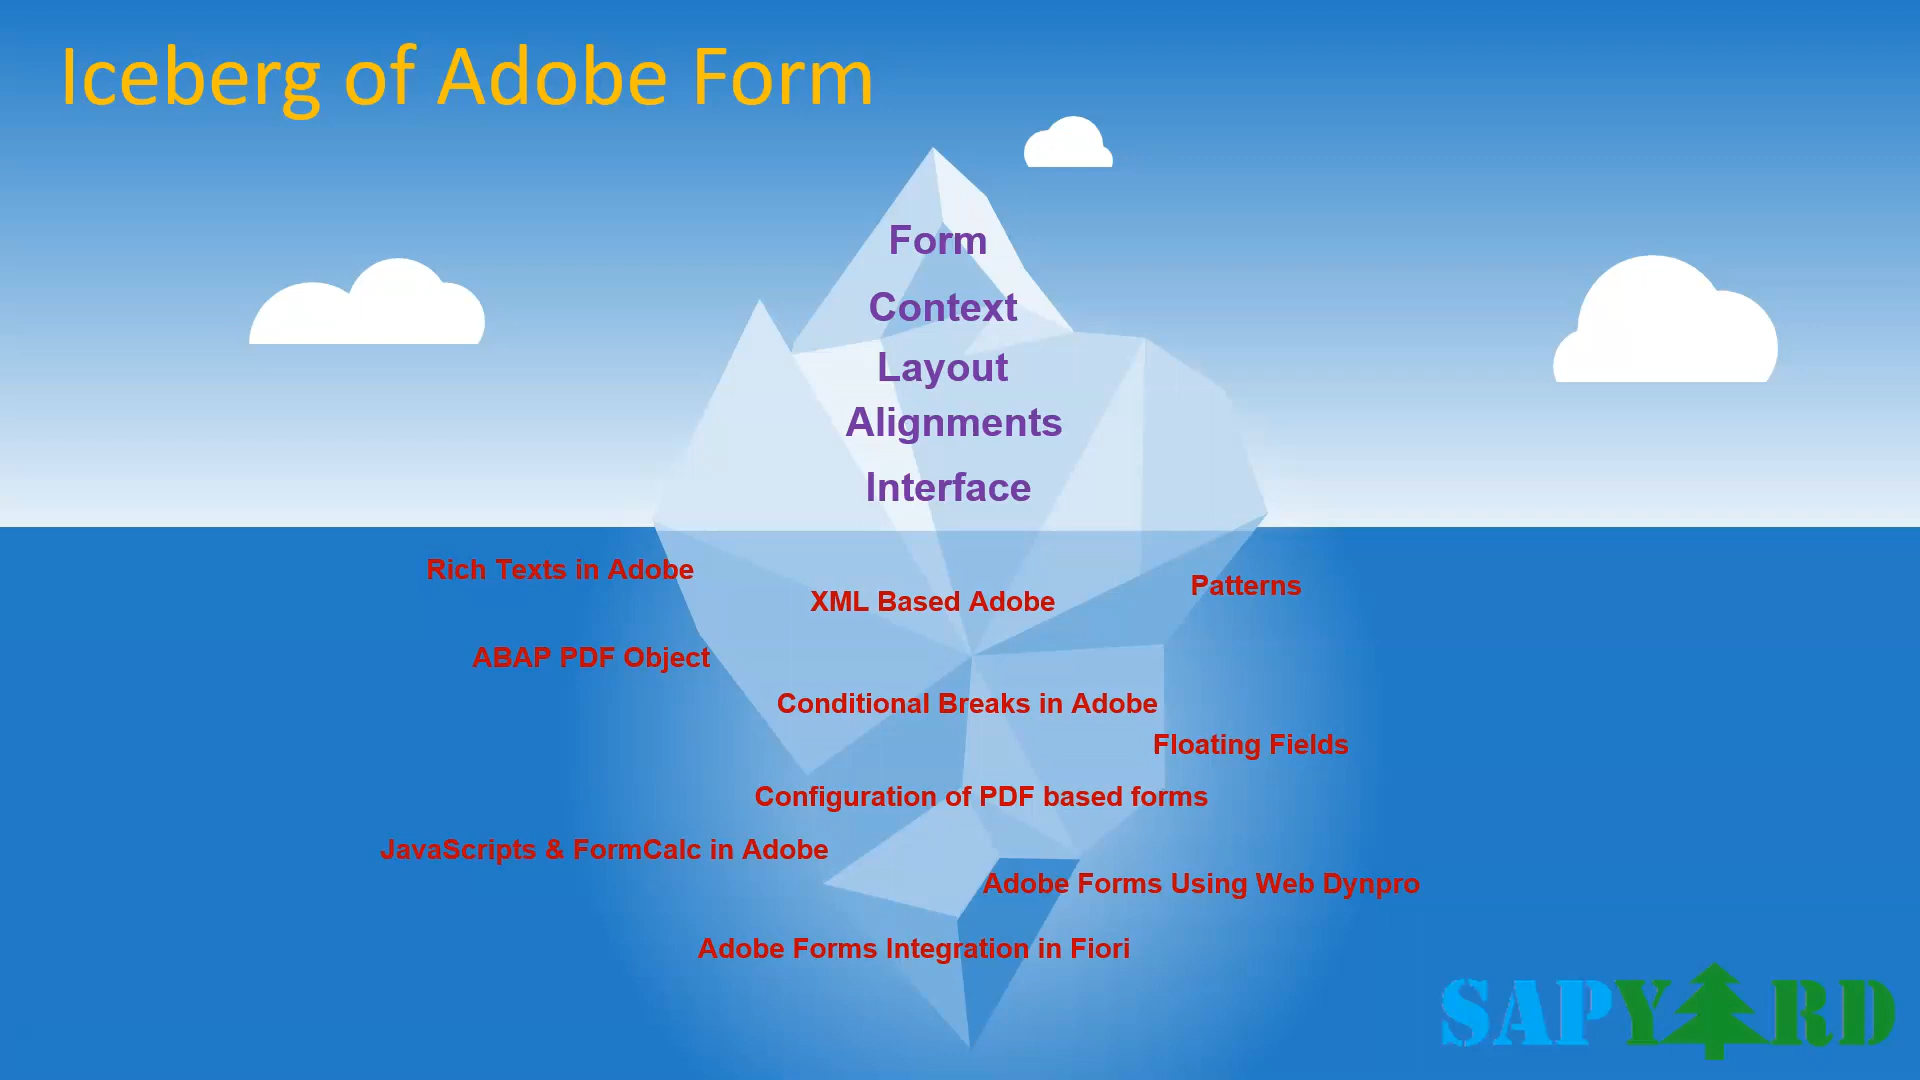 Iceberg of Adobe Form
Form
Context
Layout
Alignments
Interface
Rich Texts in Adobe
Patterns
XML Based Adobe
ABAP PDF Object
Conditional Breaks in Adobe
Floating Fields
Configuration of PDF based forms
JavaScripts & FormCalc in Adobe
Adobe Forms Using Web Dynpro
Adobe Forms Integration in Fiori
SAPYARD